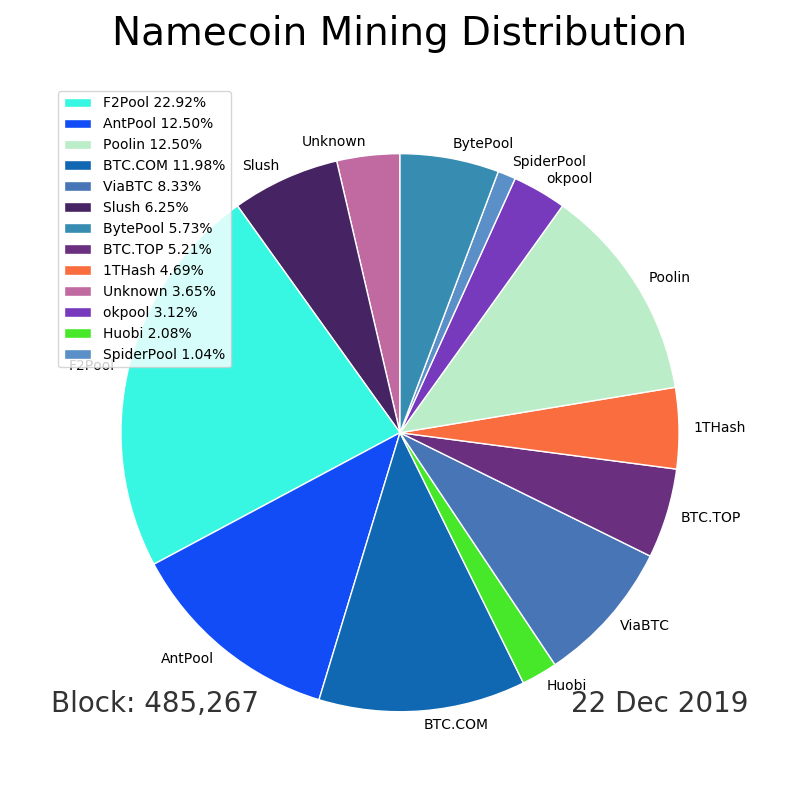 Namecoin Mining Distribution
F2Pool 22.92%
AntPool 12.50%
Poolin 12.50%
BTC.COM 11.98%
ViaBTC 8.33%
Slush 6.25%
BytePool 5.73%
BTC.TOP 5.21%
1THash 4.69%
Unknown 3.65%
okpool 3.12%
Huobi 2.08%
SpiderPool 1.04%
Unknown
BytePool
Slush
SpiderPool
okpool
Poolin
F2Pool
1THash
BTC.TOP
ViaBTC
AntPool
Huobi
BTC.COM
Block: 485,267
22 Dec 2019